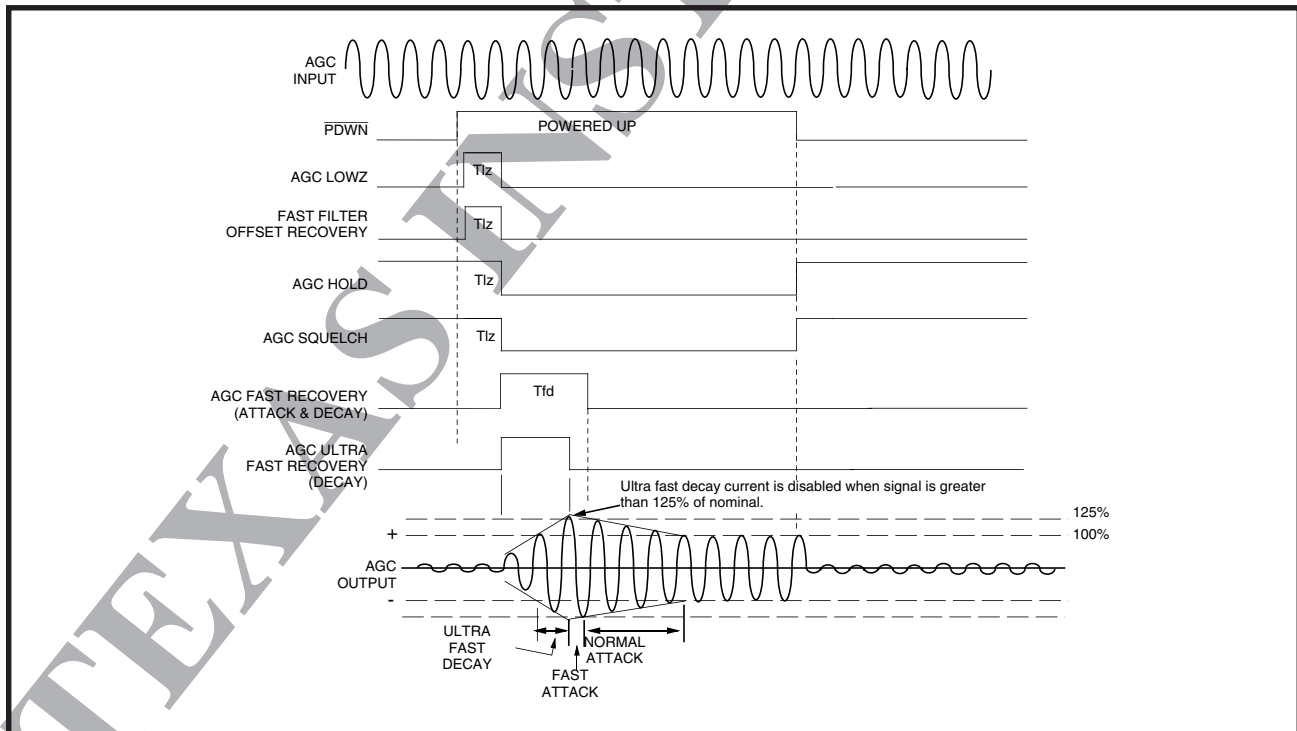 AGC
INPUT
PDWN
POWERED UP
AGC LOWZ
Tlz
FAST FILTER
OFFSET RECOVERY
Tlz
AGC HOLD
Tlz
AGC SQUELCH
Tlz
AGC FAST RECOVERY
(ATTACK & DECAY)
Tfd
AGC ULTRA
FAST RECOVERY
(DECAY)
Ultra fast decay current is disabled when signal is greater
than 125% of nominal.
125%
+
100%
AGC
OUTPUT
-
ULTRA
FAST
DECAY
FAST
ATTACK
NORMAL
ATTACK
TEXAS INS